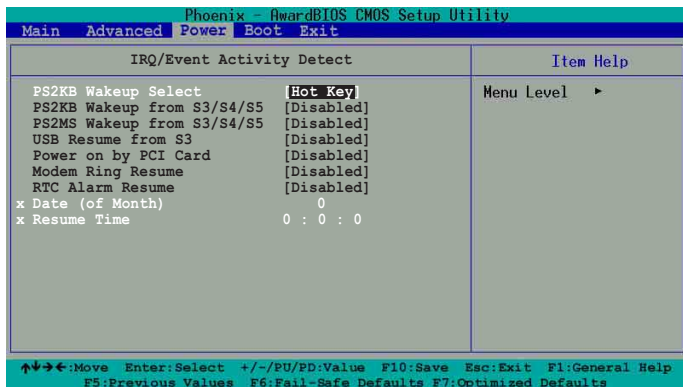 Phoenix - AwardBIOS CMOS Setup Utility
Main Advanced Power Boot Exit
IRQ/Event Activity Detect
Item Help
PS2KB Wakeup Select [Hot Key]
Menu Level ►
PS2KB Wakeup from S3/S4/S5 [Disabled]
PS2MS Wakeup from S3/S4/S5 [Disabled]
USB Resume from S3 [Disabled]
Power on by PCI Card [Disabled]
Modem Ring Resume [Disabled]
RTC Alarm Resume [Disabled]
x Date (of Month) 0
x Resume Time 0 : 0 : 0
↑↓→←:Move Enter:Select +/-/PU/PD:Value F10:Save Esc:Exit F1:General Help
F5:Previous Values F6:Fail-Safe Defaults F7:Optimized Defaults